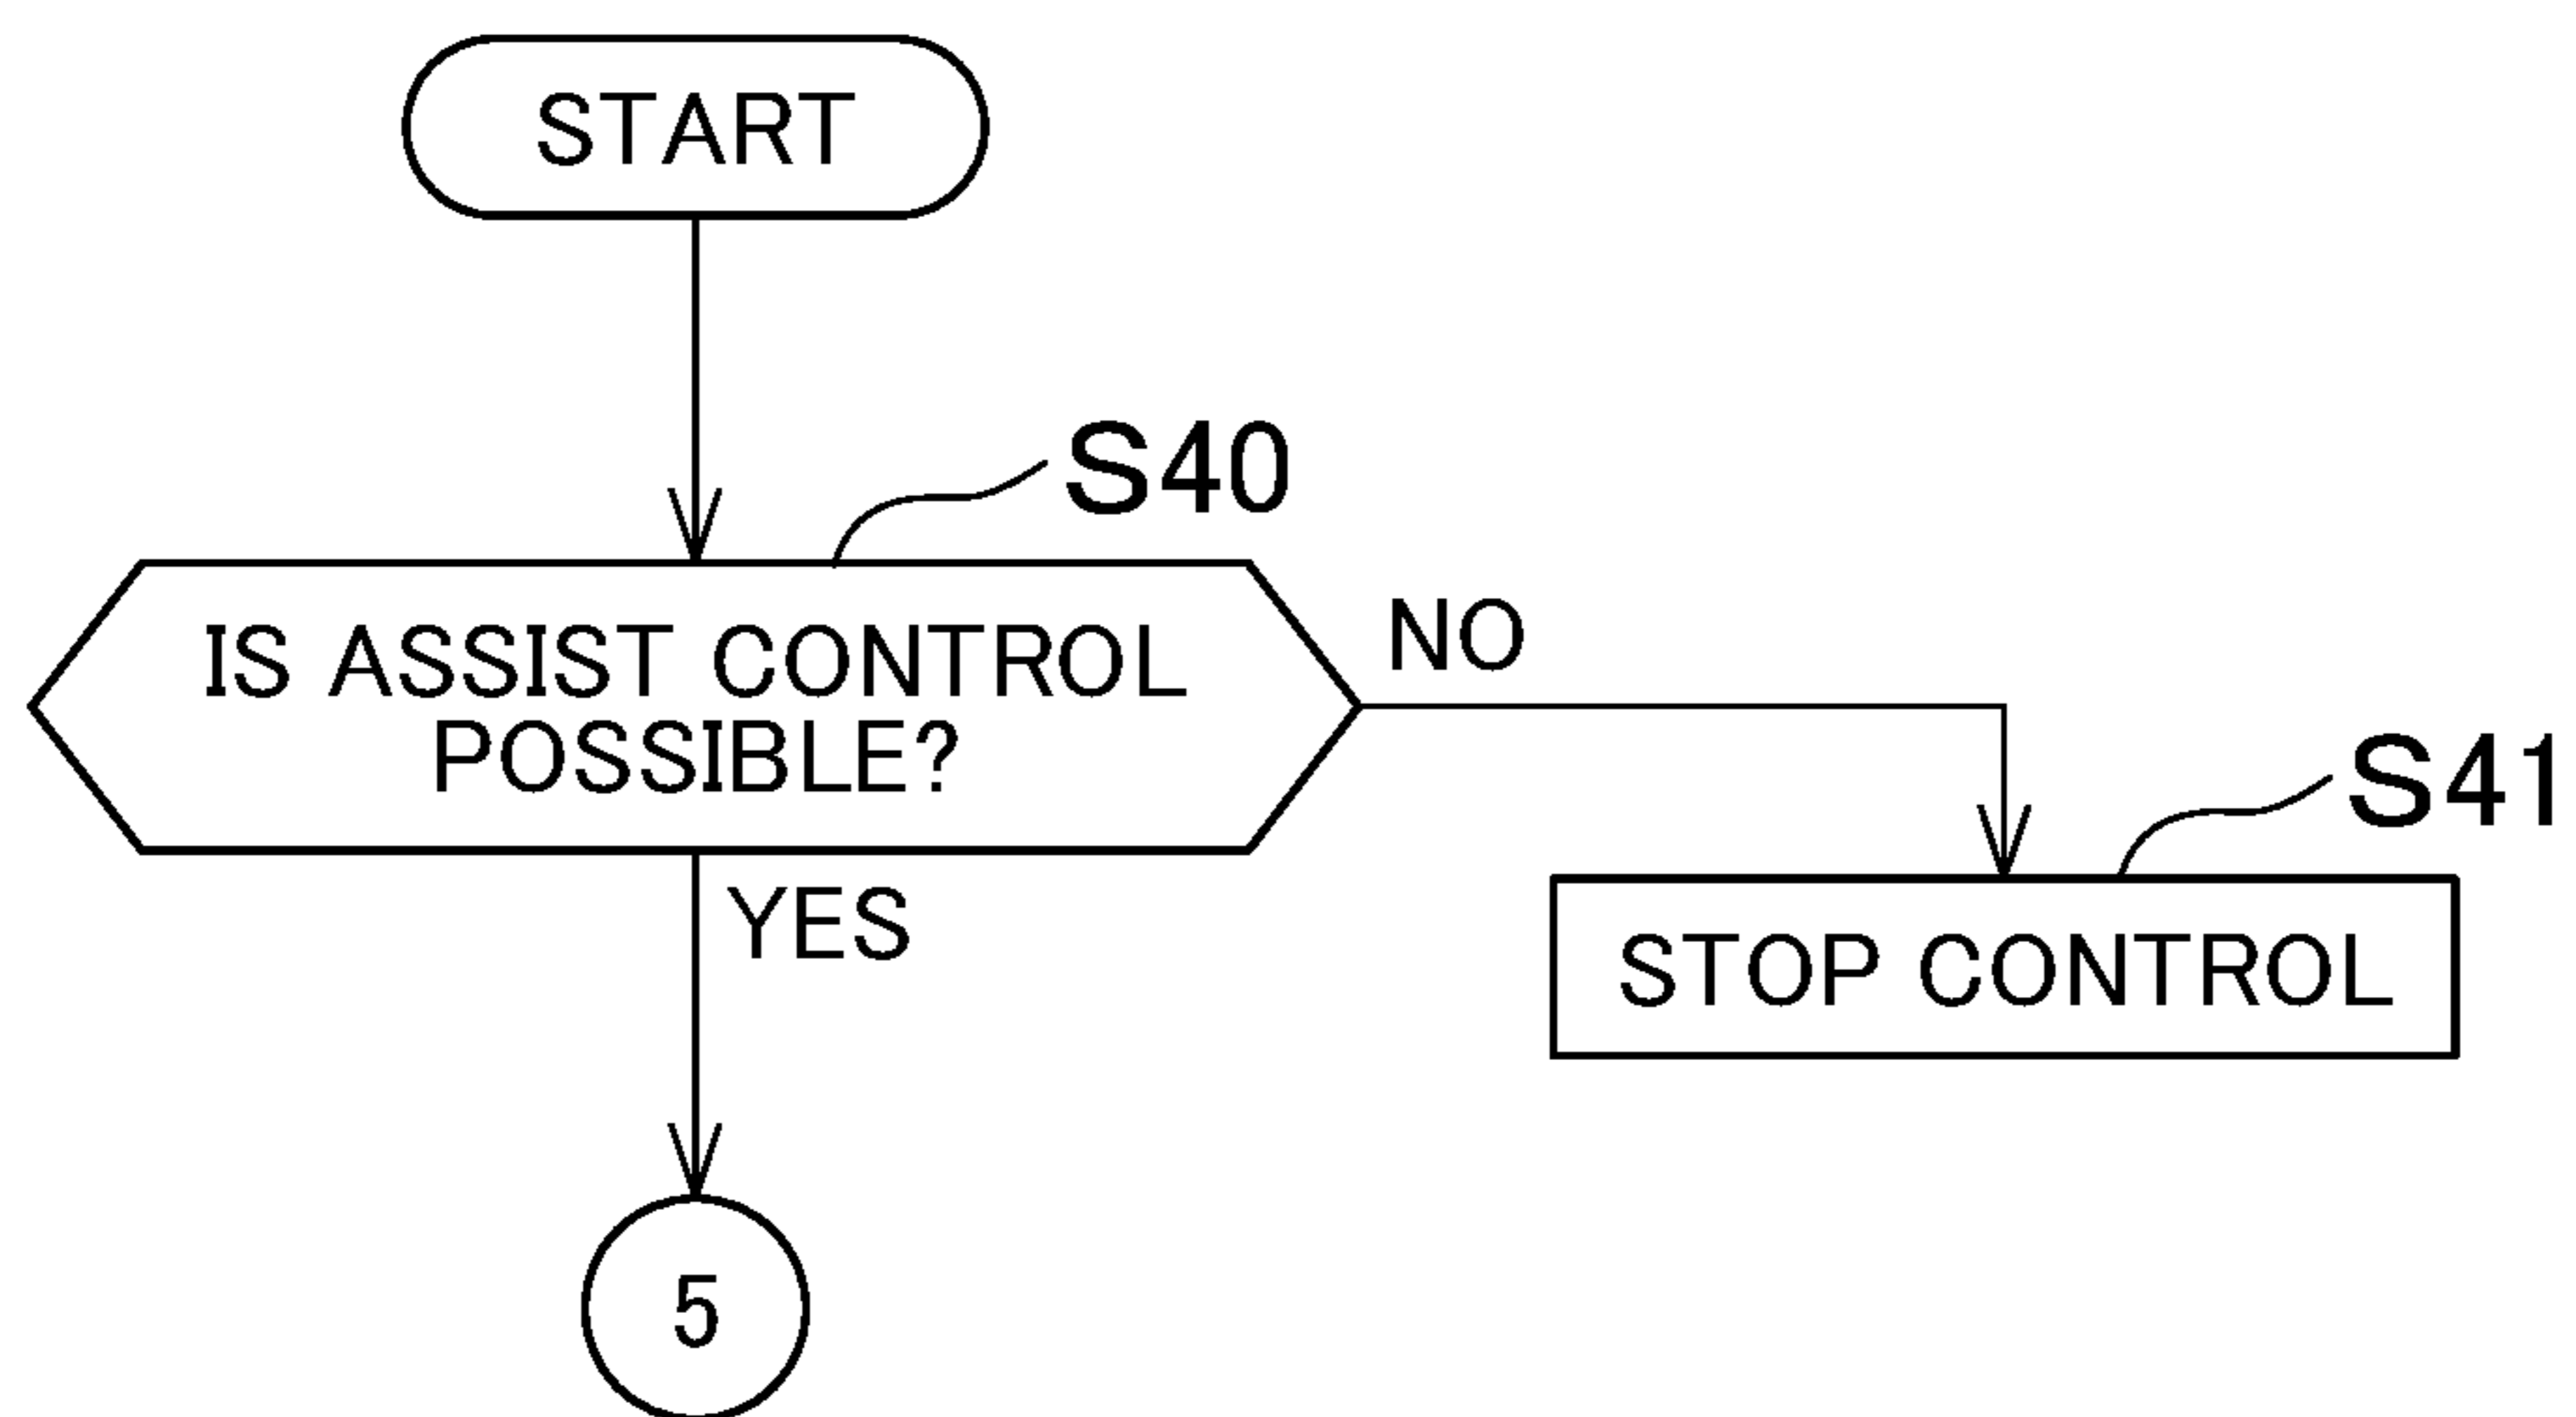 START
S40
IS ASSIST CONTROL
POSSIBLE?
NO
S41
YES
STOP CONTROL
5